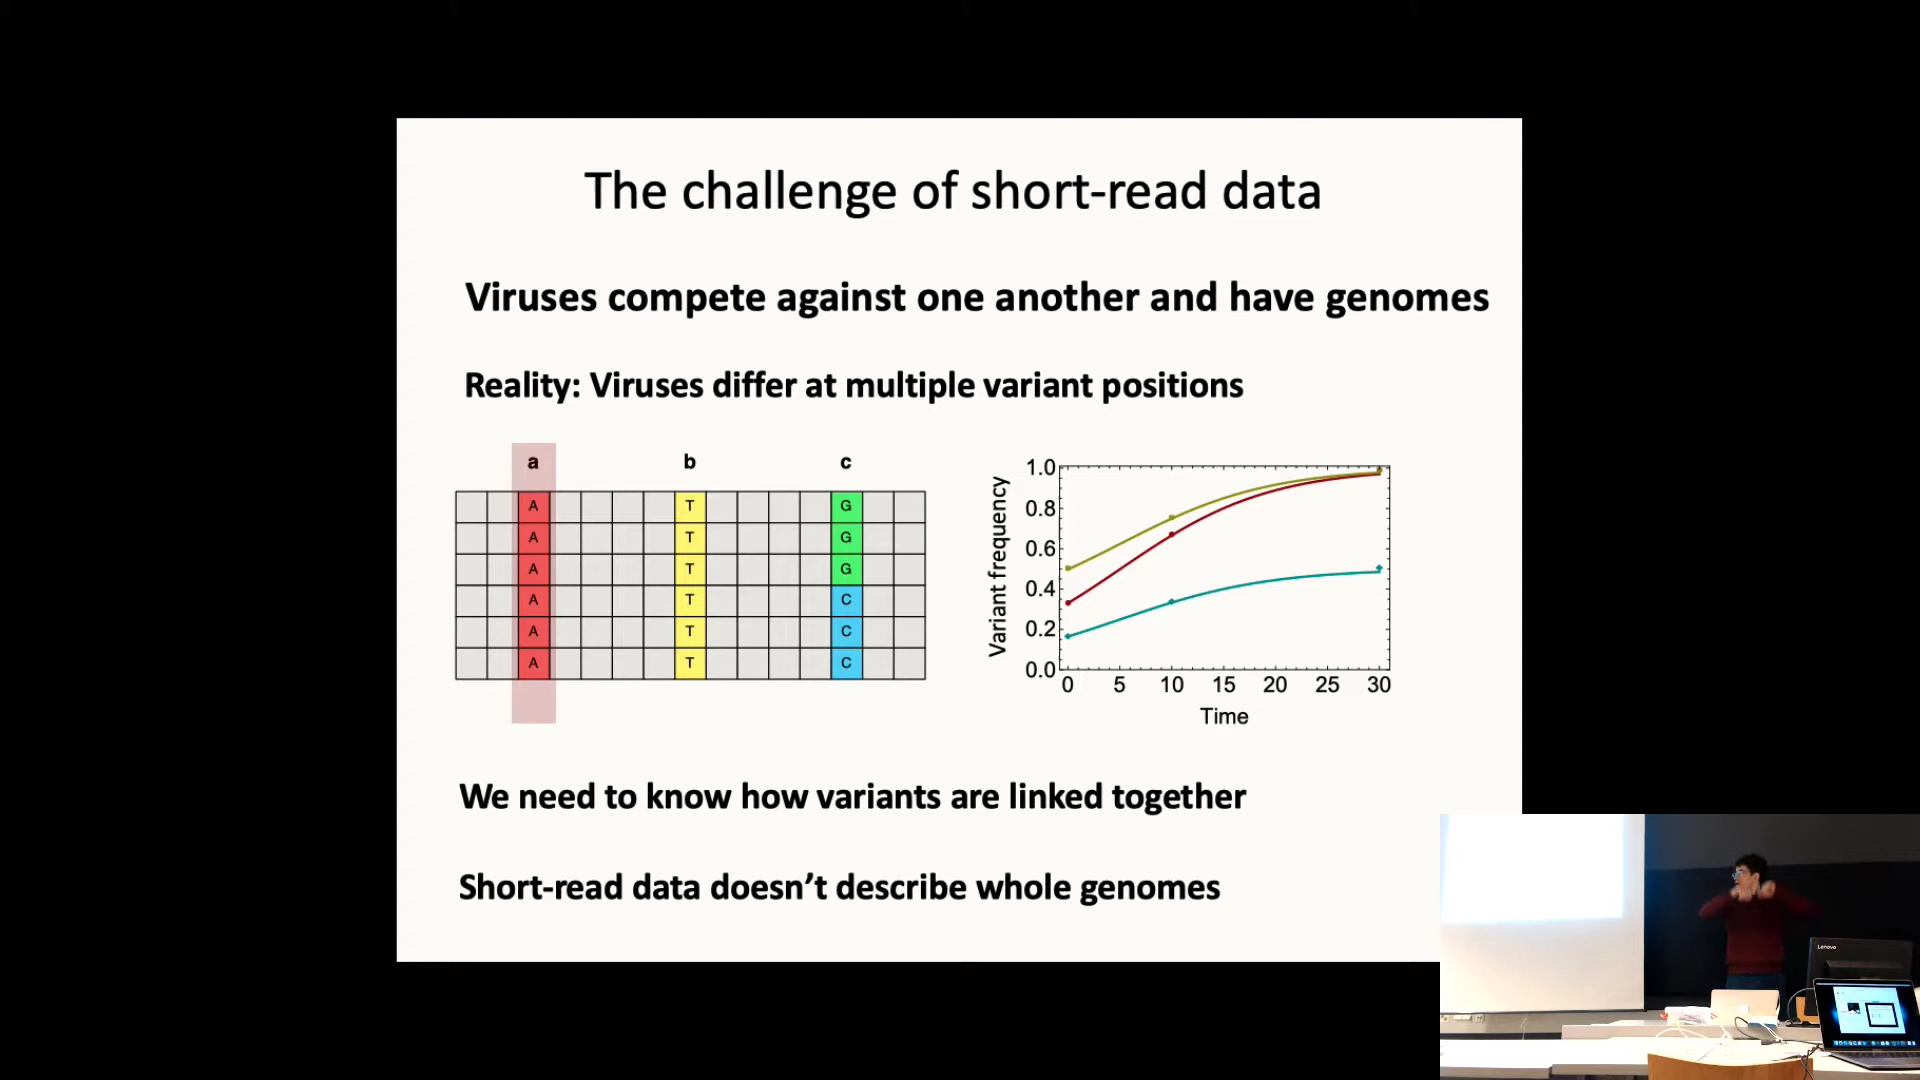 The challenge of short-read data
Viruses compete against one another and have genomes
Reality: Viruses differ at multiple variant positions
a b c
A T G
A T G
A T G
A T C
A T C
A T C
Variant frequency
1.0
0.8
0.6
0.4
0.2
0.0
0 5 10 15 20 25 30
Time
We need to know how variants are linked together
Short-read data doesn't describe whole genomes
Lenovo